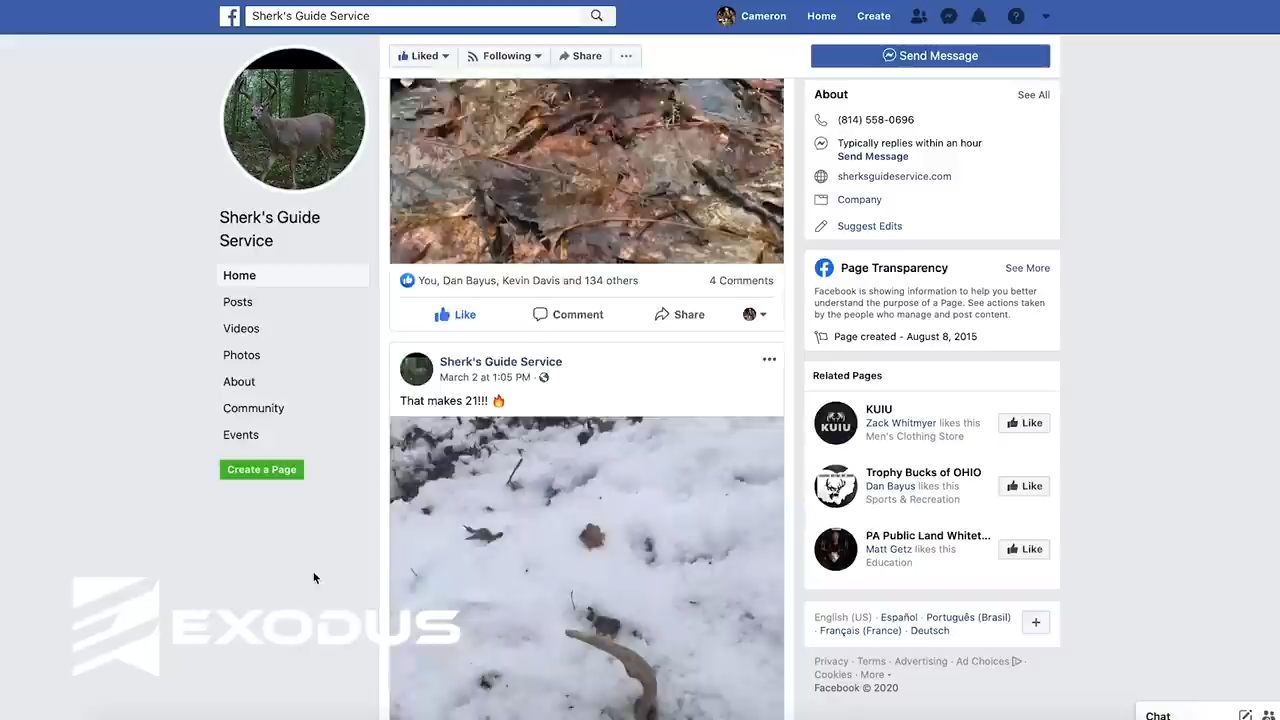 Sherk's Guide Service
Cameron
Home
Create
Liked
Following
Share
Send Message
Sherk's Guide
Service
Home
Posts
Videos
Photos
About
Community
Events
Create a Page
You, Dan Bayus, Kevin Davis and 134 others
4 Comments
Like
Comment
Share
Sherk's Guide Service
March 2 at 1:05 PM ·
That makes 21!!! 🔥
About
See All
(814) 558-0696
Typically replies within an hour
Send Message
sherksguideservice.com
Company
Suggest Edits
Page Transparency
See More
Facebook is showing information to help you better
understand the purpose of a Page. See actions taken
by the people who manage and post content.
Page created - August 8, 2015
Related Pages
KUIU
KUIU
Zack Whitmyer likes this
Men's Clothing Store
Like
Trophy Bucks of OHIO
Dan Bayus likes this
Sports & Recreation
Like
PA Public Land Whitet...
Matt Getz likes this
Education
Like
English (US) · Español · Português (Brasil)
· Français (France) · Deutsch
Privacy · Terms · Advertising · Ad Choices ·
Cookies · More
Facebook © 2020
Chat
EXODUS